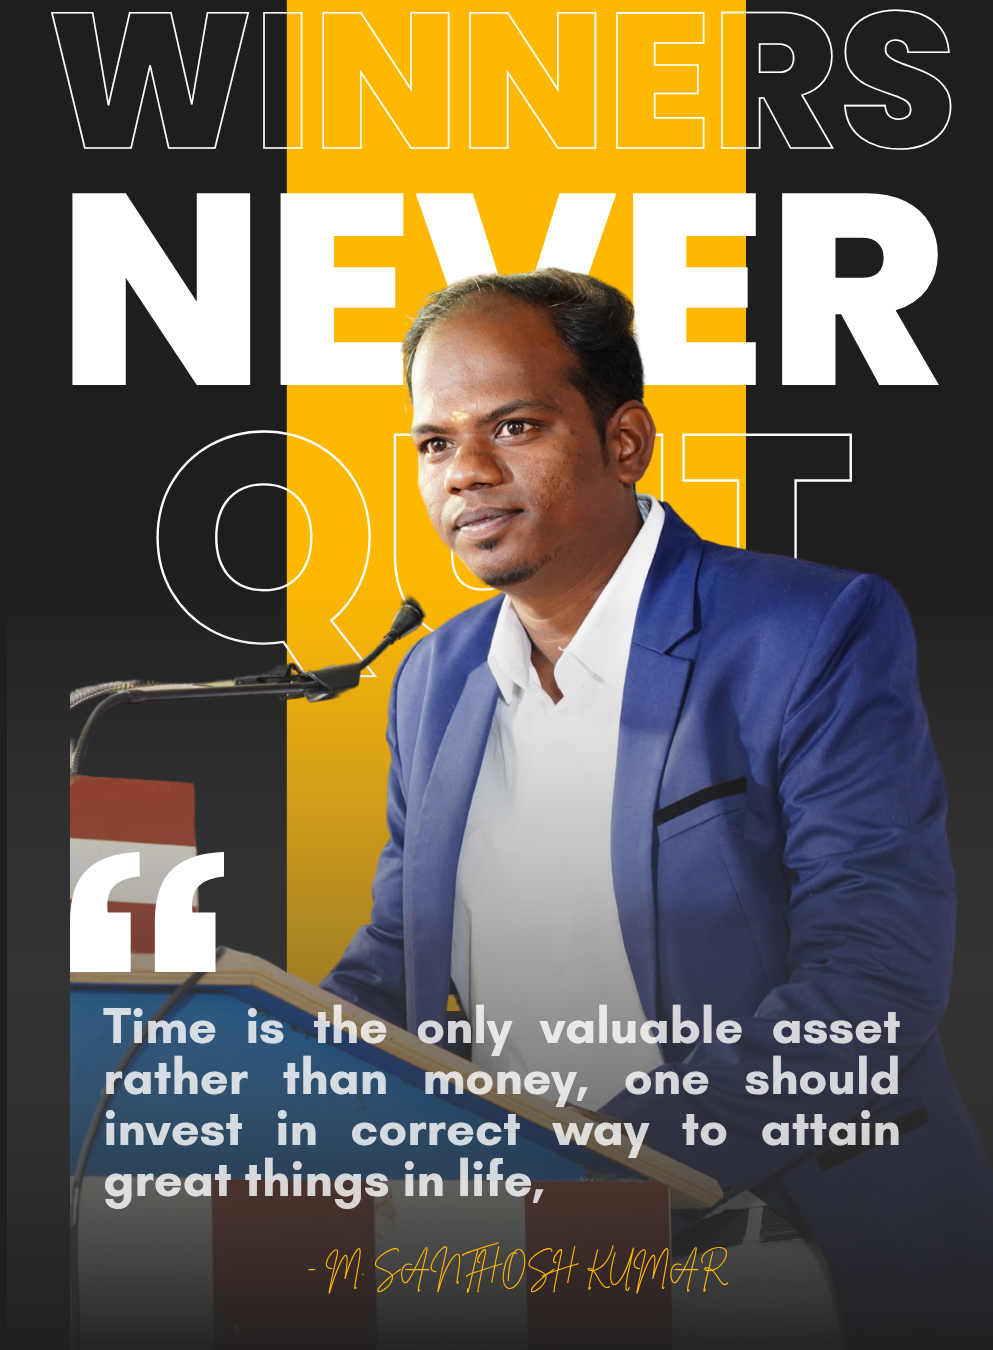 WINNERS
NEVER
QUIT
“
Time is the only valuable asset
rather than money, one should
invest in correct way to attain
great things in life,
- M. SANTHOSH KUMAR